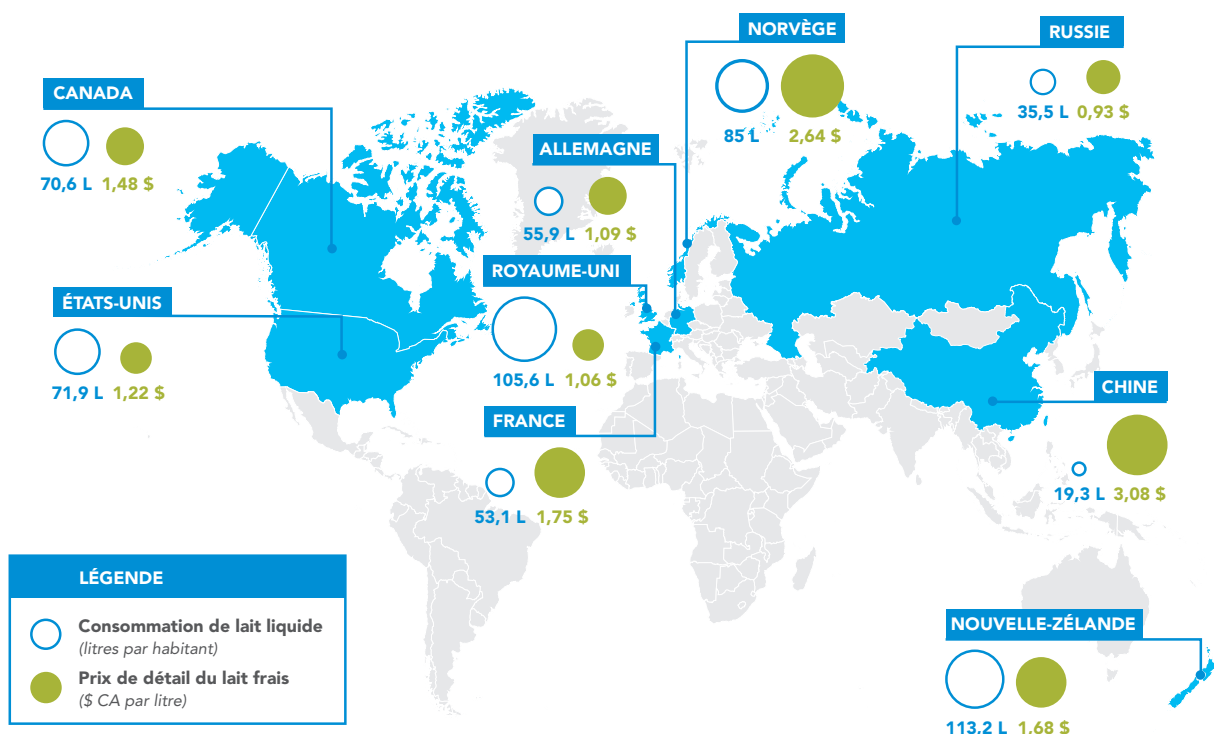 NORVÈGE
85 L 2,64 $
RUSSIE
35,5 L 0,93 $
CANADA
70,6 L 1,48 $
ALLEMAGNE
55,9 L 1,09 $
ROYAUME-UNI
105,6 L 1,06 $
ÉTATS-UNIS
71,9 L 1,22 $
CHINE
19,3 L 3,08 $
FRANCE
53,1 L 1,75 $
LÉGENDE
Consommation de lait liquide
(litres par habitant)
Prix de détail du lait frais
($ CA par litre)
NOUVELLE-ZÉLANDE
113,2 L 1,68 $